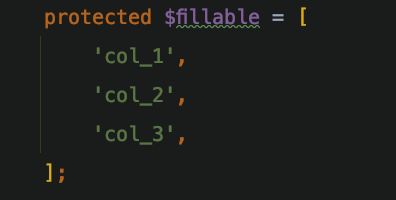 protected $fillable = [
    'col_1',
    'col_2',
    'col_3',
];